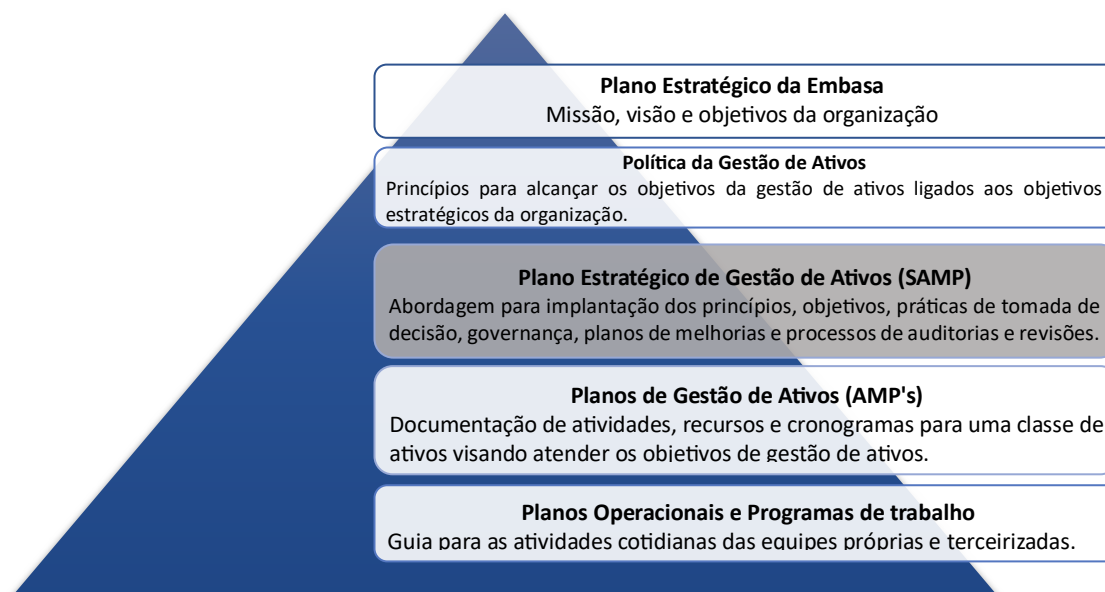 Plano Estratégico da Embasa
Missão, visão e objetivos da organização
Política da Gestão de Ativos
Princípios para alcançar os objetivos da gestão de ativos ligados aos objetivos
estratégicos da organização.
Plano Estratégico de Gestão de Ativos (SAMP)
Abordagem para implantação dos princípios, objetivos, práticas de tomada de
decisão, governança, planos de melhorias e processos de auditorias e revisões.
Planos de Gestão de Ativos (AMP's)
Documentação de atividades, recursos e cronogramas para uma classe de
ativos visando atender os objetivos de gestão de ativos.
Planos Operacionais e Programas de trabalho
Guia para as atividades cotidianas das equipes próprias e terceirizadas.